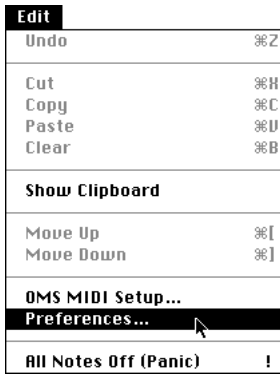 Edit
Undo ⌘Z
Cut ⌘X
Copy ⌘C
Paste ⌘V
Clear ⌘B
Show Clipboard
Move Up ⌘[
Move Down ⌘]
OMS MIDI Setup...
Preferences...
All Notes Off (Panic) !